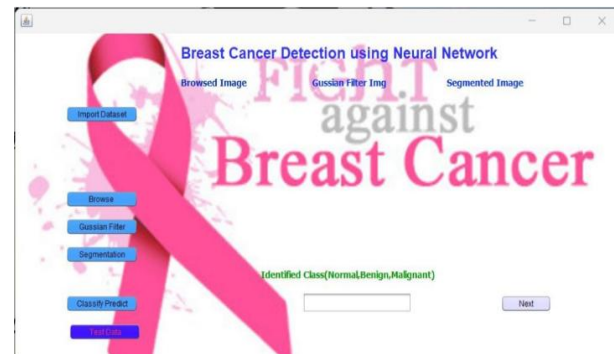 Breast Cancer Detection using Neural Network
Browsed Image Gussian Filter Img Segmented Image
FIGHT
Import Dataset
against
Breast Cancer
Browse
Gussian Filter
Segmentation
Identified Class(Normal,Benign,Malignant)
Classify Predict Next
Test Data